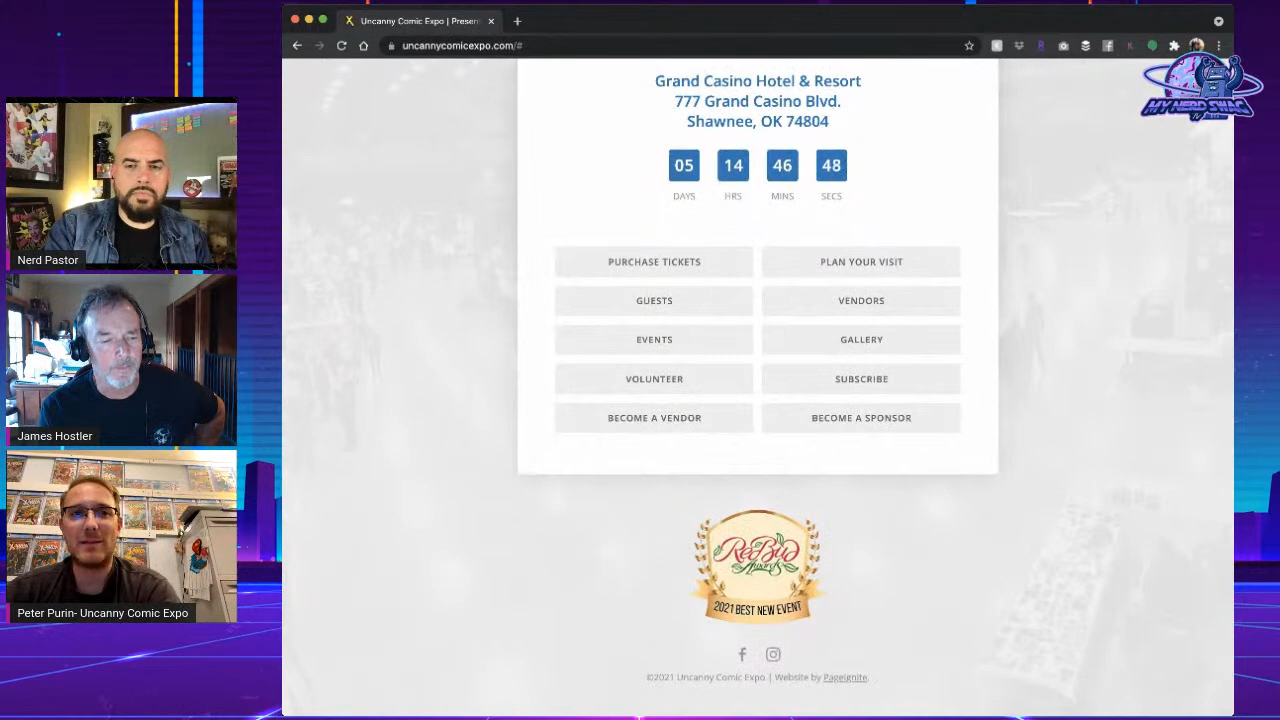 Uncanny Comic Expo | Presen
uncannycomicexpo.com/#
MY NERD SWAG
TV
Grand Casino Hotel & Resort
777 Grand Casino Blvd.
Shawnee, OK 74804
05 14 46 48
DAYS HRS MINS SECS
PURCHASE TICKETS PLAN YOUR VISIT
GUESTS VENDORS
EVENTS GALLERY
VOLUNTEER SUBSCRIBE
BECOME A VENDOR BECOME A SPONSOR
RedBud
Awards
2021 BEST NEW EVENT
©2021 Uncanny Comic Expo | Website by PageIgnite.
Nerd Pastor
James Hostler
Peter Purin- Uncanny Comic Expo
X-MEN